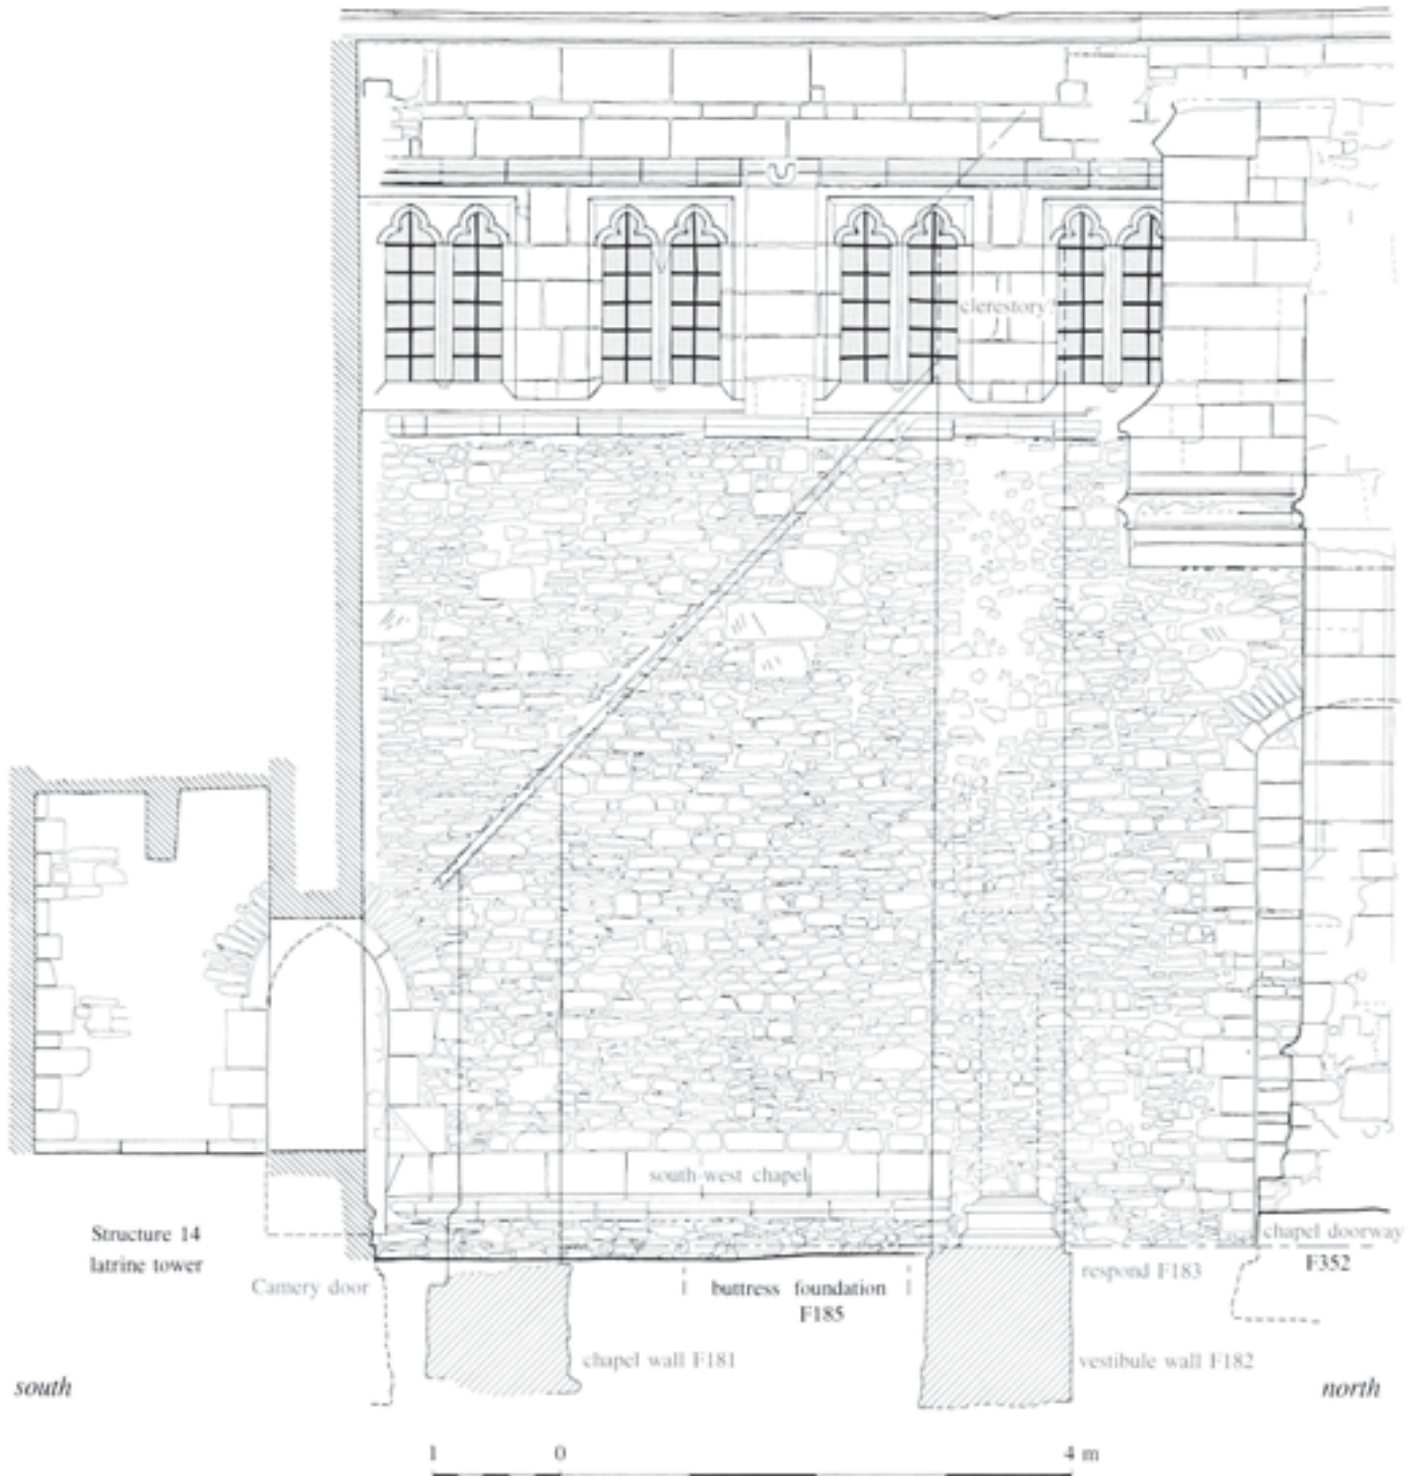 clerestory?
south-west chapel
Structure 14
latrine tower
Camery door
buttress foundation
F185
chapel doorway
F352
respond F183
chapel wall F181
vestibule wall F182
south
north
1 0 4 m